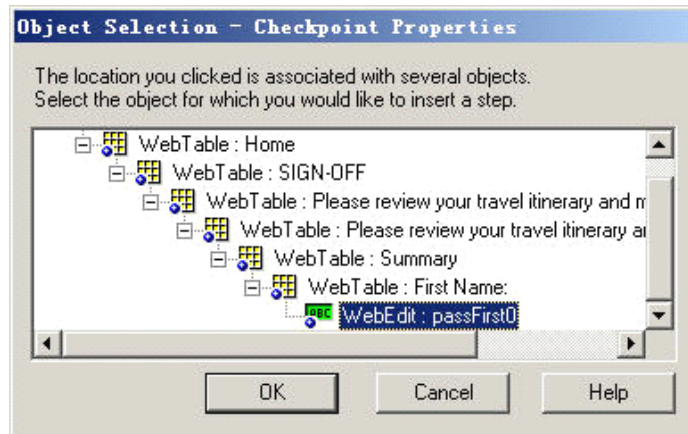 Object Selection - Checkpoint Properties
The location you clicked is associated with several objects.
Select the object for which you would like to insert a step.
WebTable : Home
WebTable : SIGN-OFF
WebTable : Please review your travel itinerary and
WebTable : Please review your travel itinerary
WebTable : Summary
WebTable : First Name:
ABC WebEdit : passFirst0
OK Cancel Help